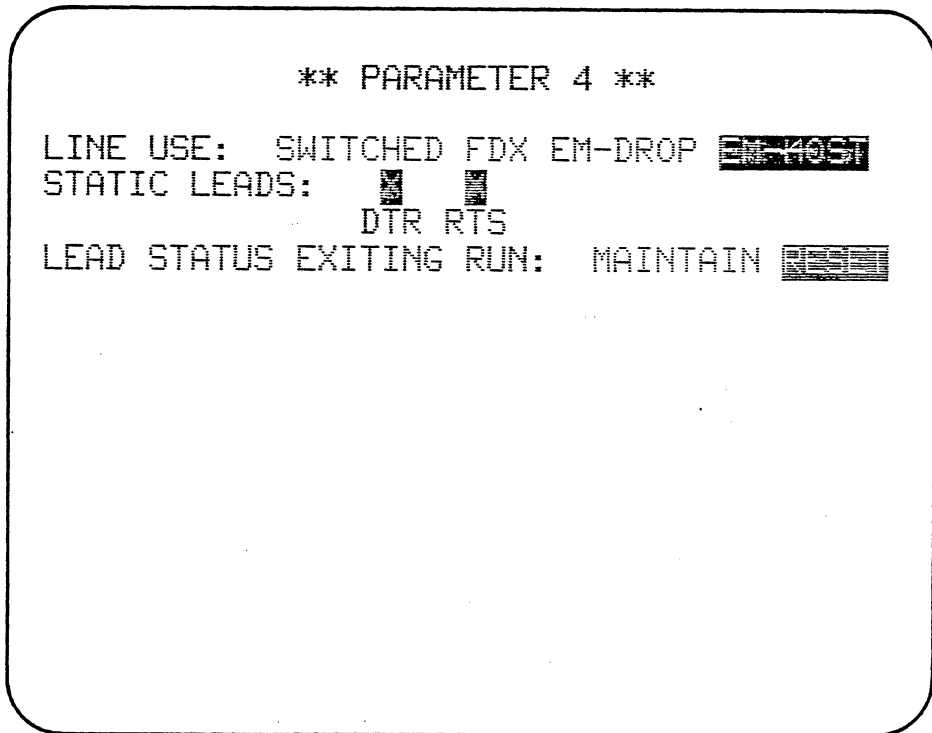 ** PARAMETER 4 **
LINE USE: SWITCHED FDX EM-DROP EM-HOST
STATIC LEADS:
DTR RTS
LEAD STATUS EXITING RUN: MAINTAIN RESET